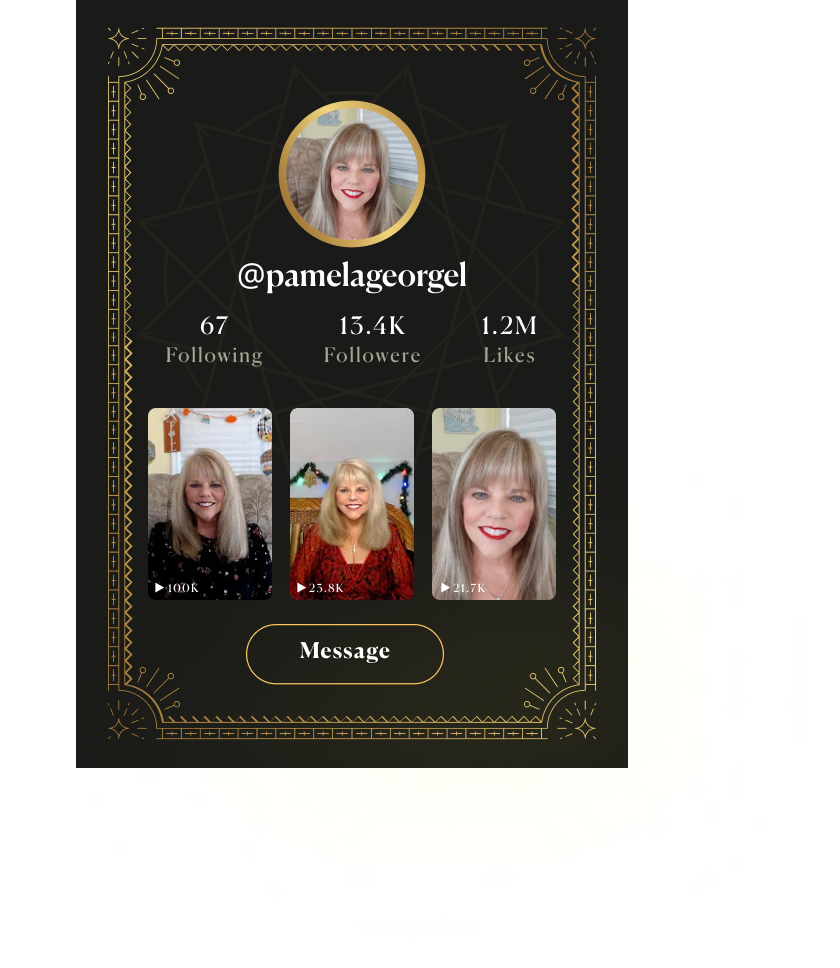 @pamelageorgel
67 13.4K 1.2M
Following Followere Likes
100K 23.8K 21.7K
Message